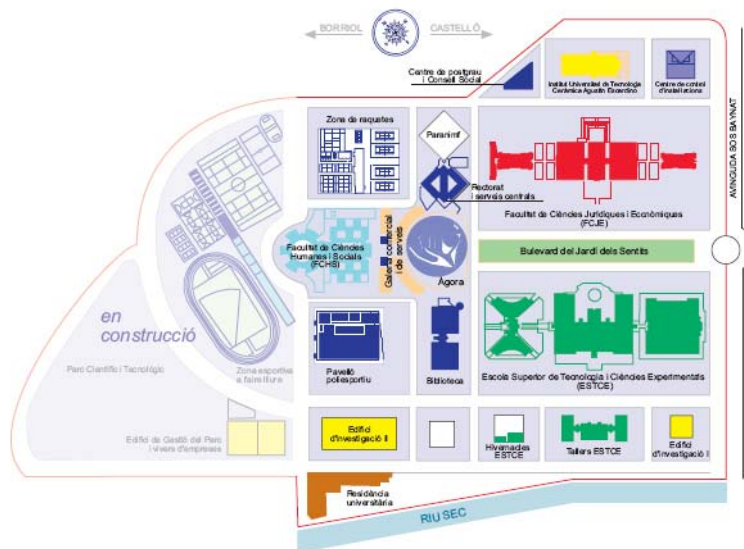 BORRIOL
CASTELLÓ
Centre de postgrau
i Consell Social
Institut Universitari de Tecnologia
Ceràmica Agustín Escardino
Centre de control
d'instal·lacions
Zona de raquetes
Paranimf
Rectorat
i serveis centrals
Facultat de Ciències Jurídiques i Econòmiques
(FCJE)
AVINGUDA SOS BAYNAT
Facultat de Ciències
Humanes i Socials
(FCHS)
Galeria comercial
i de serveis
Àgora
Bulevard del Jardí dels Sentits
en
construcció
Parc Científic i Tecnològic
Zona esportiva
a l'aire lliure
Pavelló
poliesportiu
Biblioteca
Escola Superior de Tecnologia i Ciències Experimentals
(ESTCE)
Edifici de Gestió del Parc
i vivers d'empreses
Edifici
d'investigació II
Hivernacles
ESTCE
Tallers ESTCE
Edifici
d'investigació I
Residència
universitària
RIU SEC